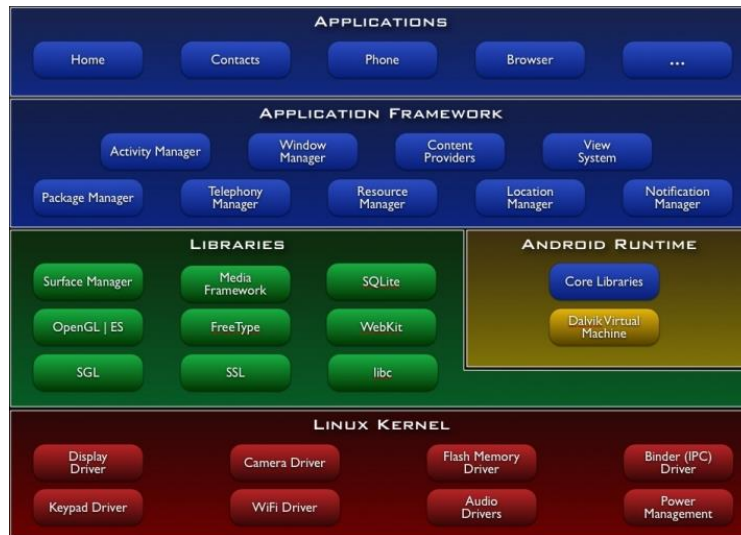 APPLICATIONS
Home
Contacts
Phone
Browser
...
APPLICATION FRAMEWORK
Activity Manager
Window
Manager
Content
Providers
View
System
Package Manager
Telephony
Manager
Resource
Manager
Location
Manager
Notification
Manager
LIBRARIES
Surface Manager
Media
Framework
SQLite
OpenGL | ES
FreeType
WebKit
SGL
SSL
libc
ANDROID RUNTIME
Core Libraries
Dalvik Virtual
Machine
LINUX KERNEL
Display
Driver
Camera Driver
Flash Memory
Driver
Binder (IPC)
Driver
Keypad Driver
WiFi Driver
Audio
Drivers
Power
Management